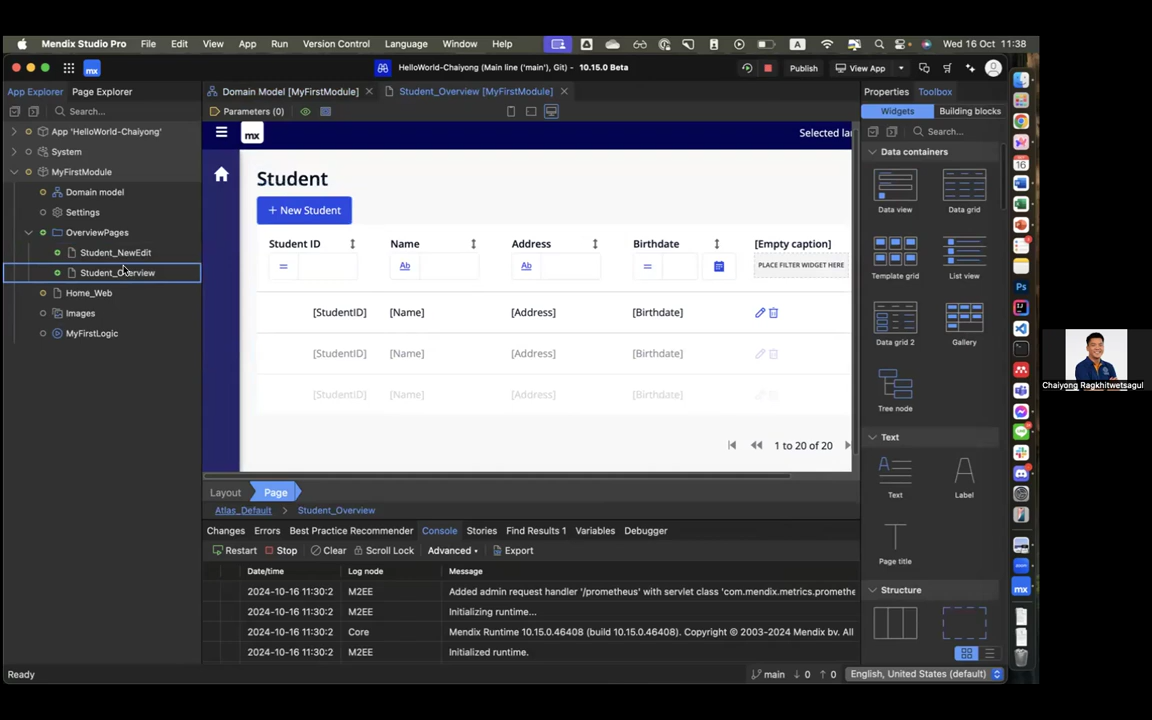 Mendix Studio Pro File Edit View App Run Version Control Language Window Help A Wed 16 Oct 11:38
mx HelloWorld-Chaiyong (Main line ('main'), Git) - 10.15.0 Beta Publish View App
App Explorer Page Explorer Domain Model [MyFirstModule] Student_Overview [MyFirstModule] Properties Toolbox
Search... Parameters (0) Widgets Building blocks
App 'HelloWorld-Chaiyong' mx Selected lar Search...
System Data containers
MyFirstModule Student
Domain model + New Student Data view Data grid
Settings
OverviewPages Student ID Name Address Birthdate [Empty caption]
Student_NewEdit = Ab Ab = PLACE FILTER WIDGET HERE Template grid List view
Student_Overview
Home_Web
Images [StudentID] [Name] [Address] [Birthdate]
MyFirstLogic Data grid 2 Gallery
[StudentID] [Name] [Address] [Birthdate]
Chaiyong Ragkhitwetsagul
[StudentID] [Name] [Address] [Birthdate] Tree node
1 to 20 of 20 Text
Layout Page Text Label
Atlas_Default > Student_Overview
Changes Errors Best Practice Recommender Console Stories Find Results 1 Variables Debugger
Restart Stop Clear Scroll Lock Advanced Export Page title
Date/time Log node Message
2024-10-16 11:30:2 M2EE Added admin request handler '/prometheus' with servlet class 'com.mendix.metrics.promethe Structure
2024-10-16 11:30:2 M2EE Initializing runtime...
2024-10-16 11:30:2 Core Mendix Runtime 10.15.0.46408 (build 10.15.0.46408). Copyright © 2003-2024 Mendix bv. All
2024-10-16 11:30:2 M2EE Initialized runtime.
Ready main 0 0 English, United States (default)